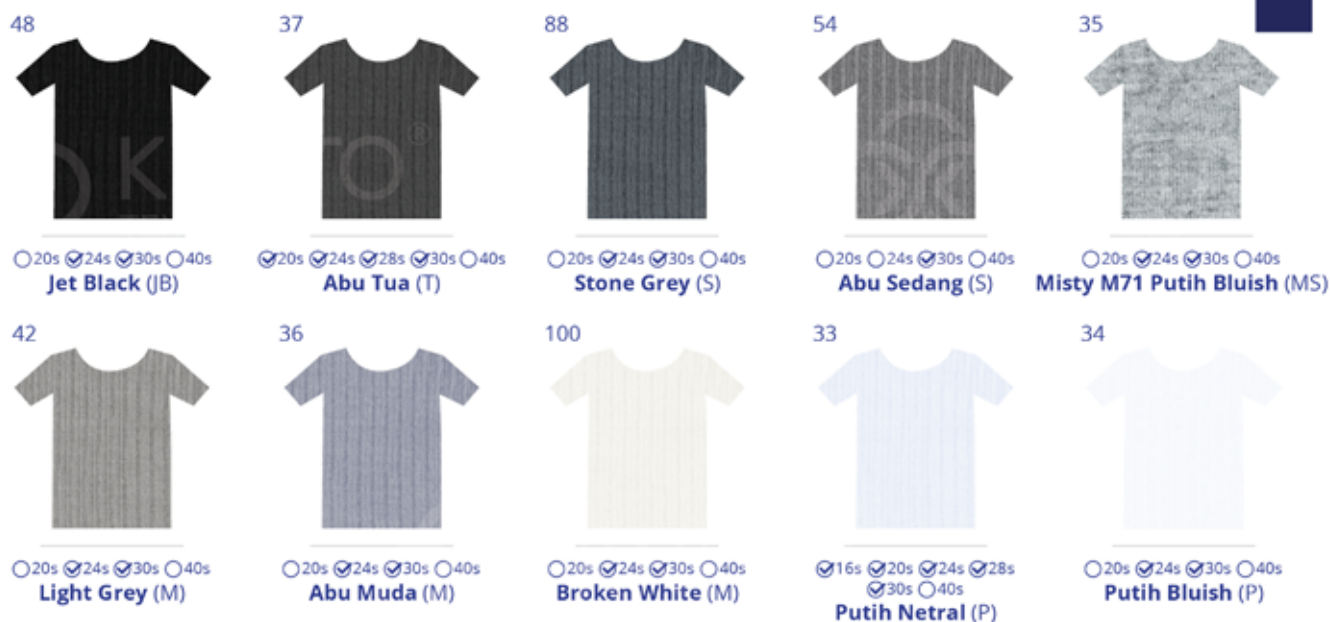 48
37
88
54
35
20s 24s 30s 40s
20s 24s 28s 30s 40s
20s 24s 30s 40s
20s 24s 30s 40s
20s 24s 30s 40s
Jet Black (JB)
Abu Tua (T)
Stone Grey (S)
Abu Sedang (S)
Misty M71 Putih Bluish (MS)
42
36
100
33
34
20s 24s 30s 40s
20s 24s 30s 40s
20s 24s 30s 40s
16s 20s 24s 28s
30s 40s
20s 24s 30s 40s
Light Grey (M)
Abu Muda (M)
Broken White (M)
Putih Netral (P)
Putih Bluish (P)